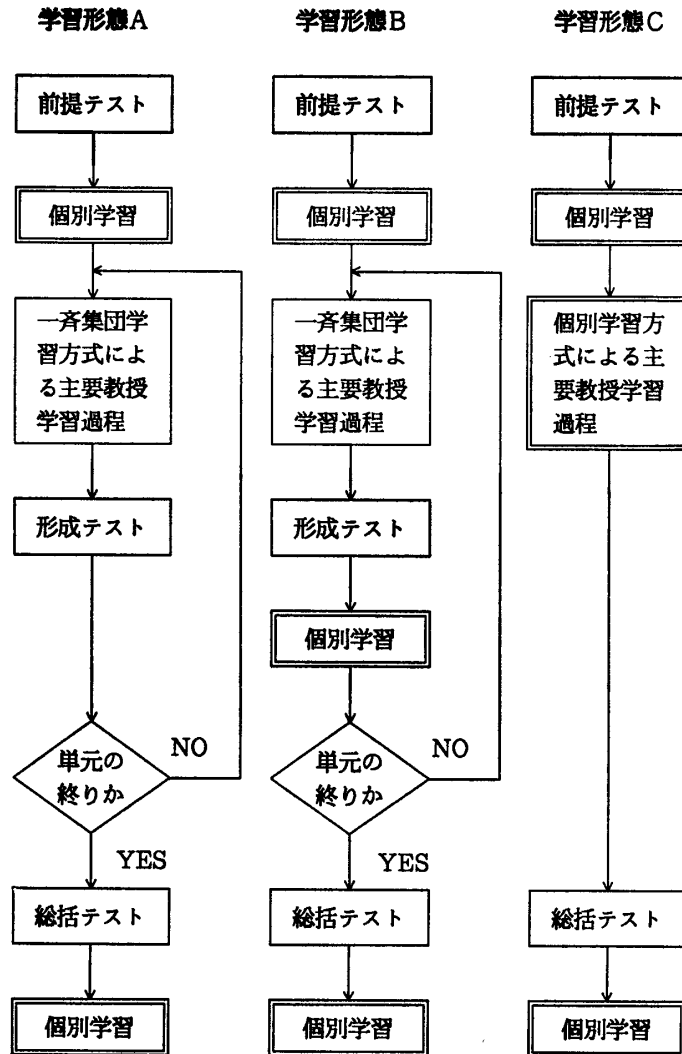 学習形態A
前提テスト
個別学習
一斉集団学
習方式によ
る主要教授
学習過程
形成テスト
単元の
終りか
NO
YES
総括テスト
個別学習
学習形態B
前提テスト
個別学習
一斉集団学
習方式によ
る主要教授
学習過程
形成テスト
個別学習
単元の
終りか
NO
YES
総括テスト
個別学習
学習形態C
前提テスト
個別学習
個別学習方
式による主
要教授学習
過程
総括テスト
個別学習